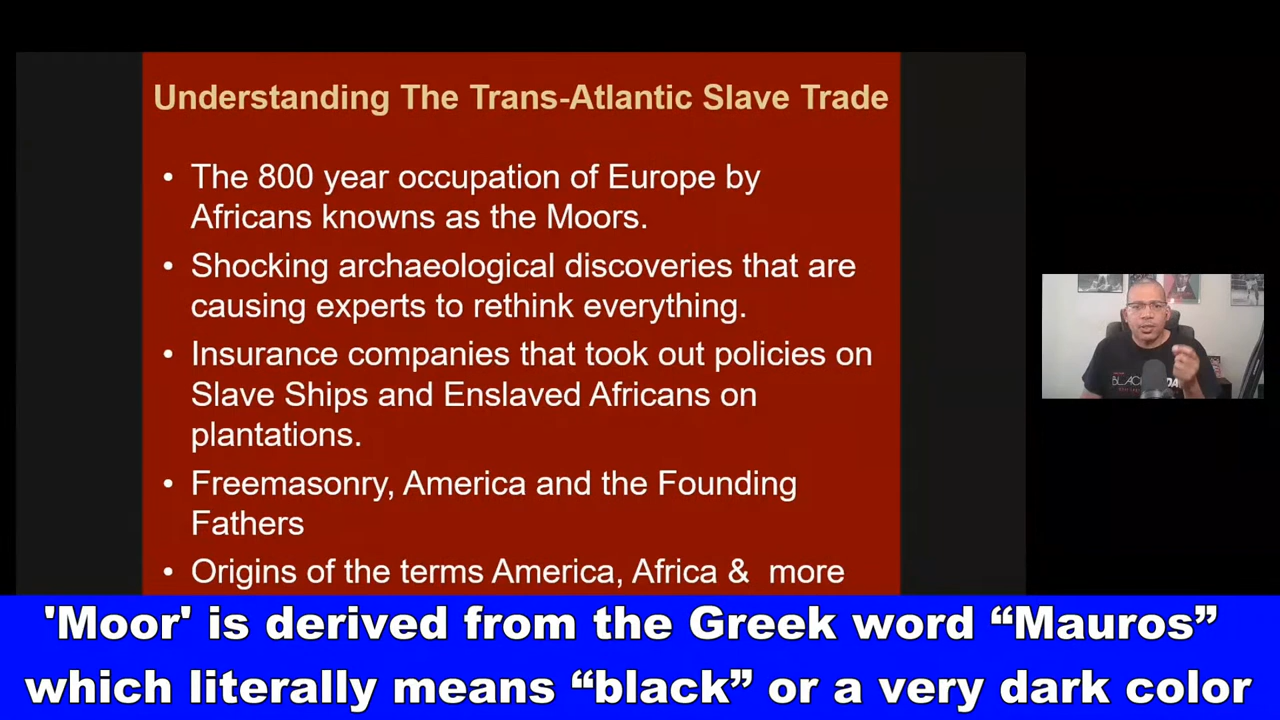 Understanding The Trans-Atlantic Slave Trade
• The 800 year occupation of Europe by
Africans knowns as the Moors.
• Shocking archaeological discoveries that are
causing experts to rethink everything.
• Insurance companies that took out policies on
Slave Ships and Enslaved Africans on
plantations.
• Freemasonry, America and the Founding
Fathers
• Origins of the terms America, Africa & more
'Moor' is derived from the Greek word “Mauros”
which literally means “black” or a very dark color